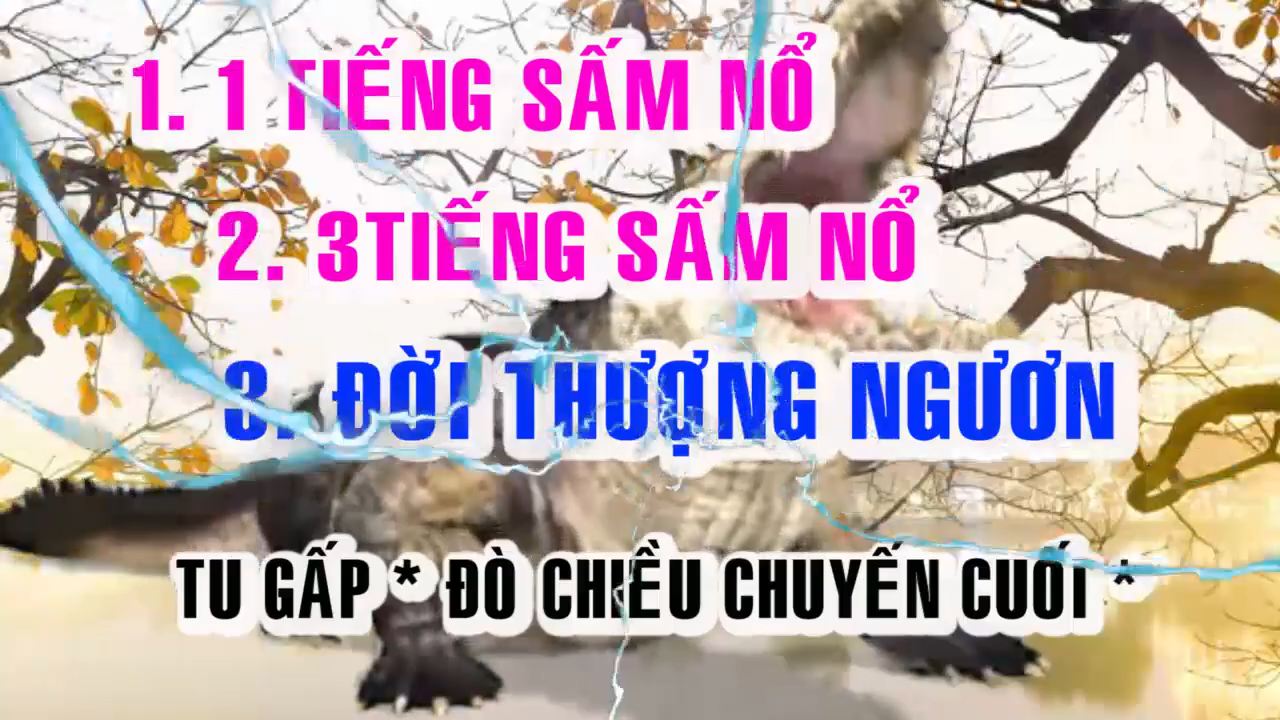 1. 1 TIẾNG SẤM NỔ
2. 3TIẾNG SẤM NỔ
3. ĐỜI THƯỢNG NGƯƠN
TU GẤP * ĐÒ CHIỀU CHUYẾN CUỐI *